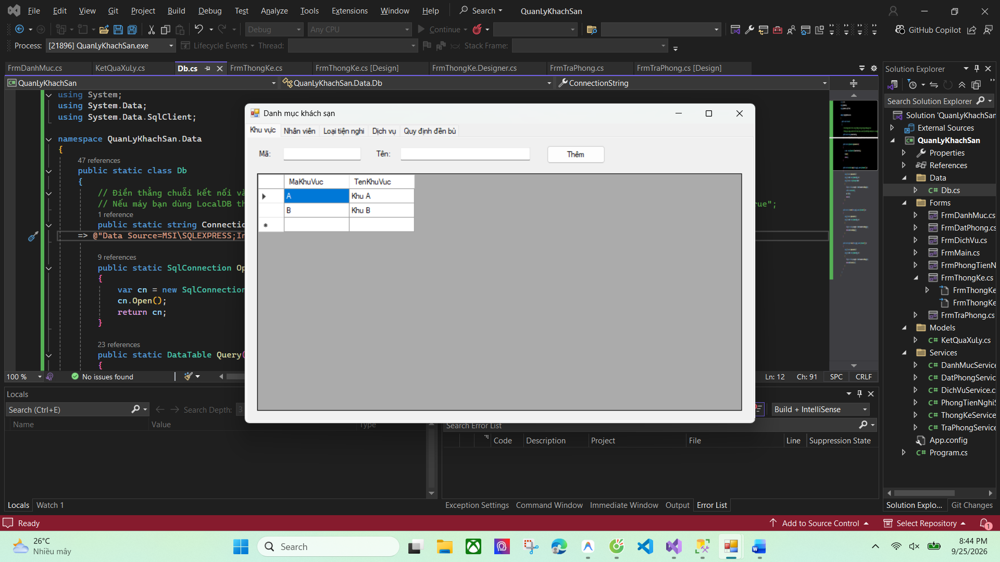 File Edit View Git Project Build Debug Test Analyze Tools Extensions Window Help Search QuanLyKhachSan
Debug Any CPU Continue GitHub Copilot
Process: [21896] QuanLyKhachSan.exe Lifecycle Events Thread: Stack Frame:
FrmDanhMuc.cs KetQuaXuLy.cs Db.cs FrmThongKe.cs FrmThongKe.cs [Design] FrmThongKe.Designer.cs FrmTraPhong.cs FrmTraPhong.cs [Design]
QuanLyKhachSan QuanLyKhachSan.Data.Db ConnectionString
using System;
using System.Data;
using System.Data.SqlClient;
namespace QuanLyKhachSan.Data
{
47 references
public static class Db
{
// Điền thẳng chuỗi kết nối và
// Nếu máy bạn dùng LocalDB th
rue";
1 reference
public static string Connectio
=> @"Data Source=MSI\SQLEXPRESS;In
9 references
public static SqlConnection Op
{
var cn = new SqlConnection
cn.Open();
return cn;
}
23 references
public static DataTable Query(
{
100 % No issues found Ln: 12 Ch: 91 SPC CRLF
Danh mục khách sạn
Khu vực Nhân viên Loại tiện nghi Dịch vụ Quy định đền bù
Mã: Tên: Thêm
MaKhuVuc TenKhuVuc
A Khu A
B Khu B
Locals
Search (Ctrl+E) Search Depth: 3
Name Value Type
Locals Watch 1
Build + IntelliSense
Search Error List
Code Description Project File Line Suppression State
Exception Settings Command Window Immediate Window Output Error List
Solution Explorer
Search Solution Explorer
Solution 'QuanLyKhachSan
External Sources
QuanLyKhachSan
Properties
References
Data
C# Db.cs
Forms
FrmDanhMuc.cs
FrmDatPhong.cs
FrmDichVu.cs
FrmMain.cs
FrmPhongTienN
FrmThongKe.cs
FrmThongKe
FrmThongKe
FrmTraPhong.cs
Models
C# KetQuaXuLy.cs
Services
C# DanhMucService
C# DatPhongServic
C# DichVuService.c
C# PhongTienNghiS
C# ThongKeService
C# TraPhongService
App.config
C# Program.cs
Solution Explo... Git Changes
Ready Add to Source Control Select Repository 1
26°C
Nhiều mây
Search
8:44 PM
9/25/2026